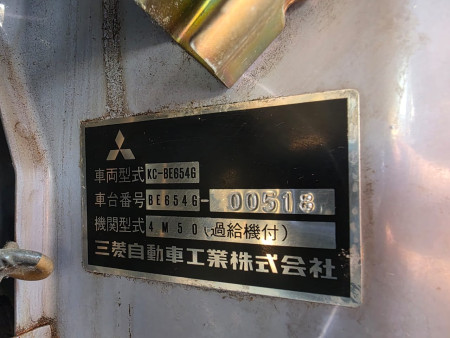 車両型式 KC-BE654G
車台番号 BE654G-00518
機関型式 4M50(過給機付)
三菱自動車工業株式会社